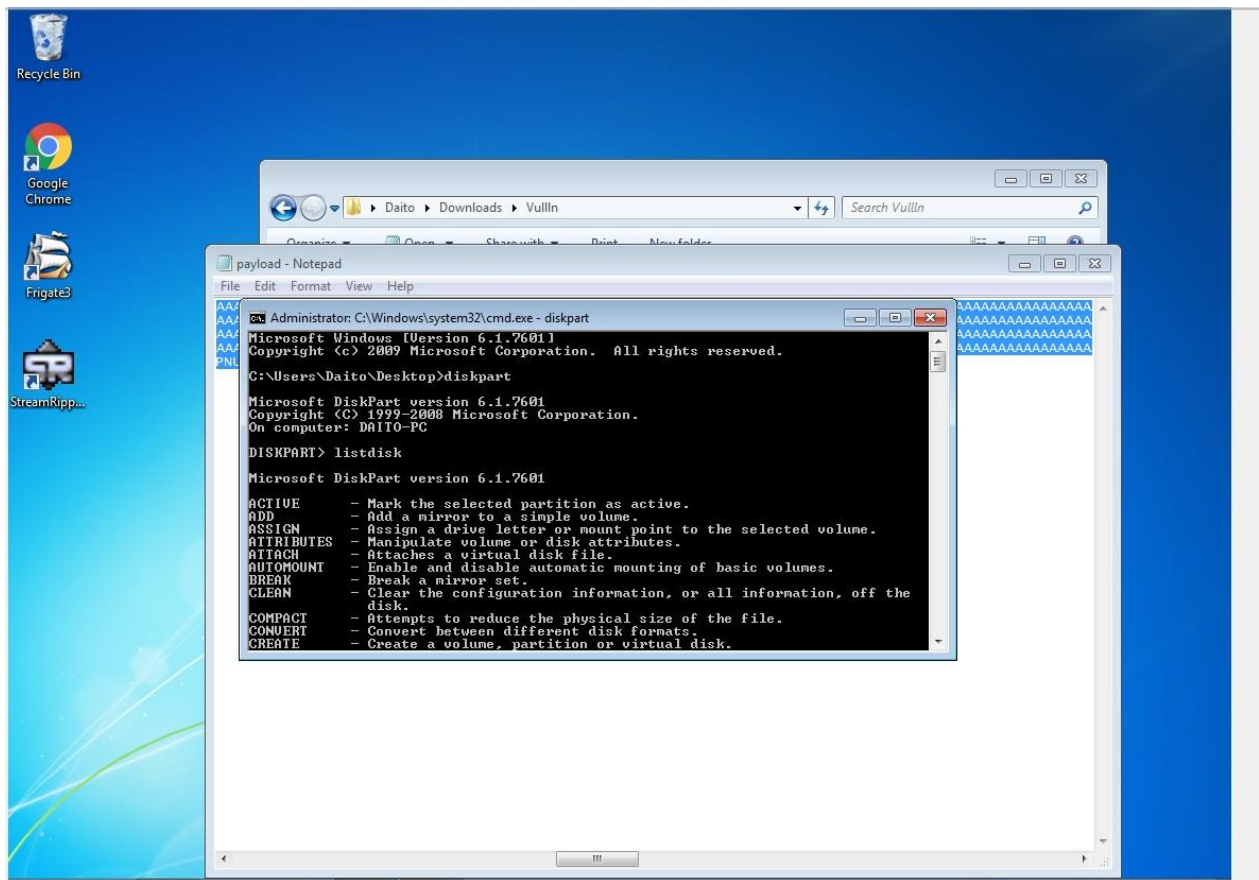 Recycle Bin
Google
Chrome
Frigate3
StreamRipp...
Daito
Downloads
Vullln
Search Vullln
Organize
Open
Share with
Print
New folder
payload - Notepad
File Edit Format View Help
Administrator: C:\Windows\system32\cmd.exe - diskpart
Microsoft Windows [Version 6.1.7601]
Copyright (c) 2009 Microsoft Corporation. All rights reserved.
C:\Users\Daito\Desktop>diskpart
Microsoft DiskPart version 6.1.7601
Copyright (C) 1999-2008 Microsoft Corporation.
On computer: DAITO-PC
DISKPART> listdisk
Microsoft DiskPart version 6.1.7601
ACTIVE - Mark the selected partition as active.
ADD - Add a mirror to a simple volume.
ASSIGN - Assign a drive letter or mount point to the selected volume.
ATTRIBUTES - Manipulate volume or disk attributes.
ATTACH - Attaches a virtual disk file.
AUTOMOUNT - Enable and disable automatic mounting of basic volumes.
BREAK - Break a mirror set.
CLEAN - Clear the configuration information, or all information, off the
disk.
COMPACT - Attempts to reduce the physical size of the file.
CONVERT - Convert between different disk formats.
CREATE - Create a volume, partition or virtual disk.